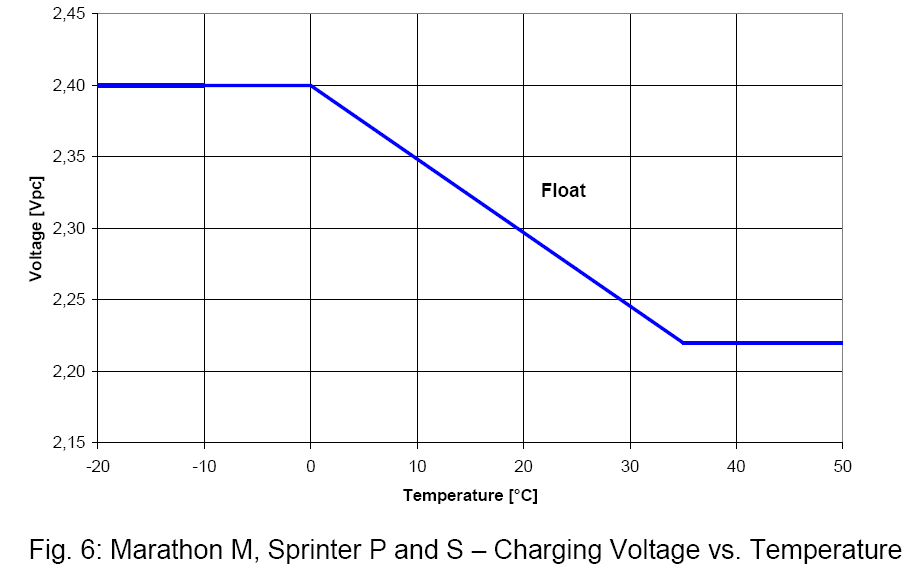 2,45
2,40
2,35
2,30
2,25
2,20
2,15
Voltage [Vpc]
Float
-20 -10 0 10 20 30 40 50
Temperature [°C]
Fig. 6: Marathon M, Sprinter P and S – Charging Voltage vs. Temperature